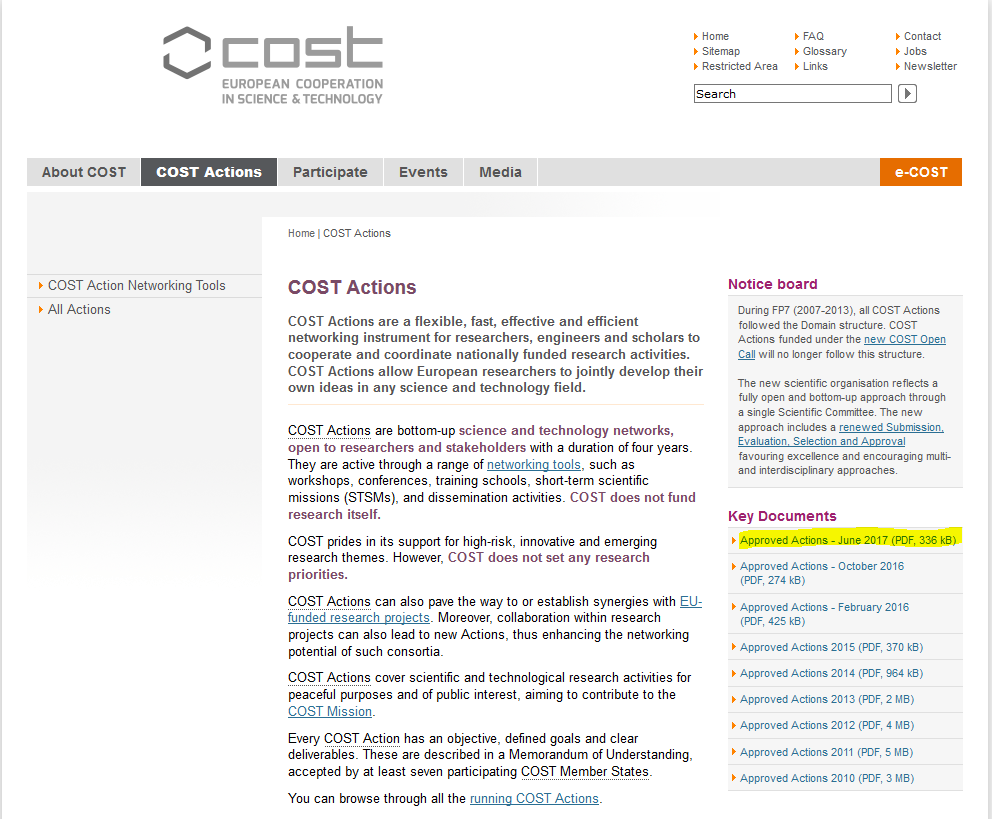 cost
EUROPEAN COOPERATION
IN SCIENCE & TECHNOLOGY
Home
Sitemap
Restricted Area
FAQ
Glossary
Links
Contact
Jobs
Newsletter
Search
About COST
COST Actions
Participate
Events
Media
e-COST
Home | COST Actions
COST Action Networking Tools
All Actions
COST Actions
COST Actions are a flexible, fast, effective and efficient
networking instrument for researchers, engineers and scholars to
cooperate and coordinate nationally funded research activities.
COST Actions allow European researchers to jointly develop their
own ideas in any science and technology field.
COST Actions are bottom-up science and technology networks,
open to researchers and stakeholders with a duration of four years.
They are active through a range of networking tools, such as
workshops, conferences, training schools, short-term scientific
missions (STSMs), and dissemination activities. COST does not fund
research itself.
COST prides in its support for high-risk, innovative and emerging
research themes. However, COST does not set any research
priorities.
COST Actions can also pave the way to or establish synergies with EU-
funded research projects. Moreover, collaboration within research
projects can also lead to new Actions, thus enhancing the networking
potential of such consortia.
COST Actions cover scientific and technological research activities for
peaceful purposes and of public interest, aiming to contribute to the
COST Mission.
Every COST Action has an objective, defined goals and clear
deliverables. These are described in a Memorandum of Understanding,
accepted by at least seven participating COST Member States.
You can browse through all the running COST Actions.
Notice board
During FP7 (2007-2013), all COST Actions
followed the Domain structure. COST
Actions funded under the new COST Open
Call will no longer follow this structure.
The new scientific organisation reflects a
fully open and bottom-up approach through
a single Scientific Committee. The new
approach includes a renewed Submission,
Evaluation, Selection and Approval
favouring excellence and encouraging multi-
and interdisciplinary approaches.
Key Documents
Approved Actions - June 2017 (PDF, 336 kB)
Approved Actions - October 2016
(PDF, 274 kB)
Approved Actions - February 2016
(PDF, 425 kB)
Approved Actions 2015 (PDF, 370 kB)
Approved Actions 2014 (PDF, 964 kB)
Approved Actions 2013 (PDF, 2 MB)
Approved Actions 2012 (PDF, 4 MB)
Approved Actions 2011 (PDF, 5 MB)
Approved Actions 2010 (PDF, 3 MB)